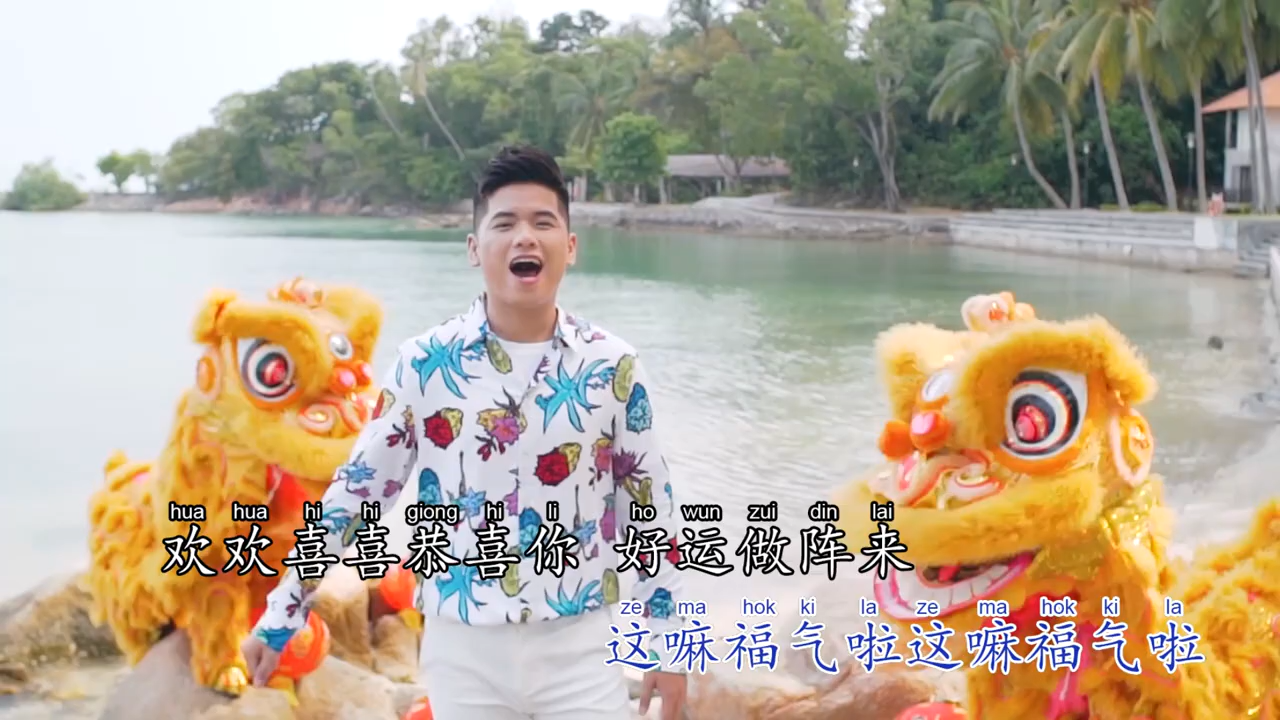 hua hua hi hi giong hi li ho wun zui din lai
欢欢喜喜恭喜你 好运做阵来
ze ma hok ki la ze ma hok ki la
这嘛福气啦这嘛福气啦